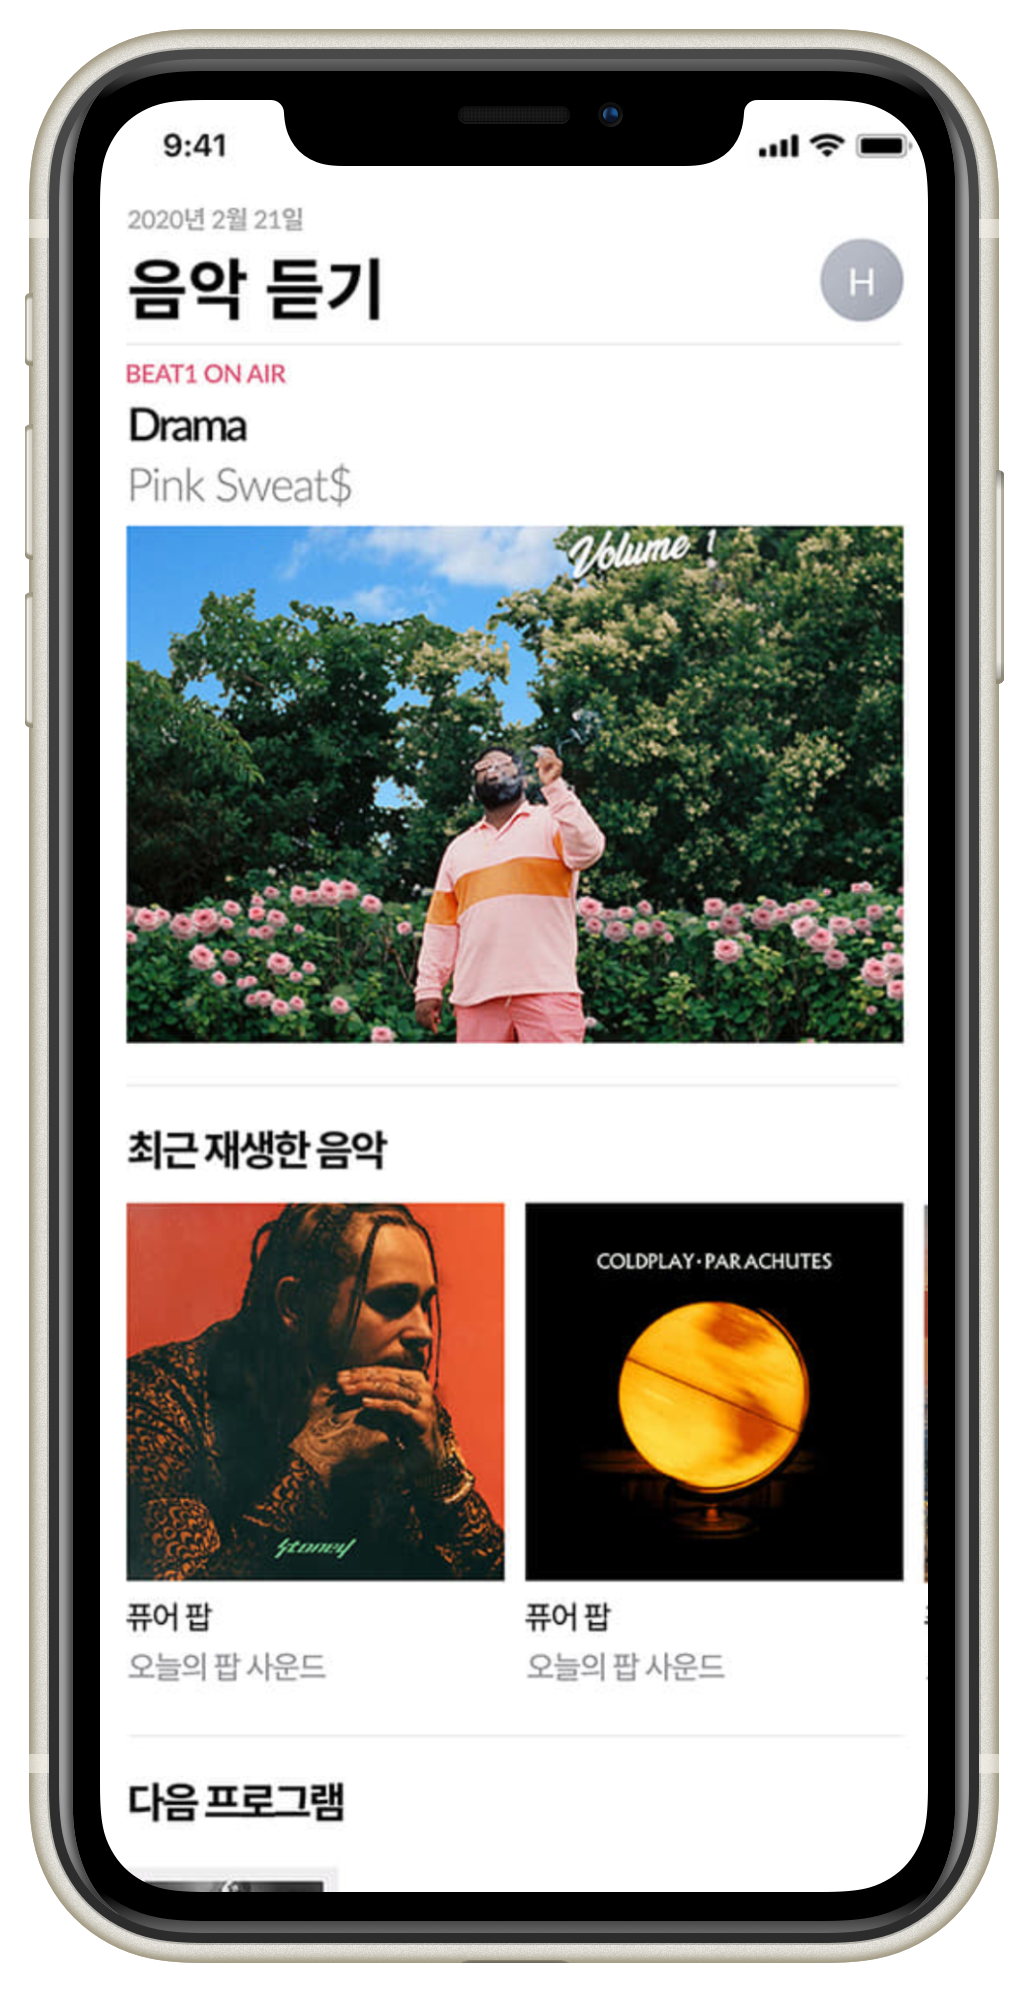 9:41
2020년 2월 21일
음악 듣기
H
BEAT1 ON AIR
Drama
Pink Sweat$
Volume 1
최근 재생한 음악
COLDPLAY·PARACHUTES
Stoney
퓨어 팝
오늘의 팝 사운드
퓨어 팝
오늘의 팝 사운드
다음 프로그램